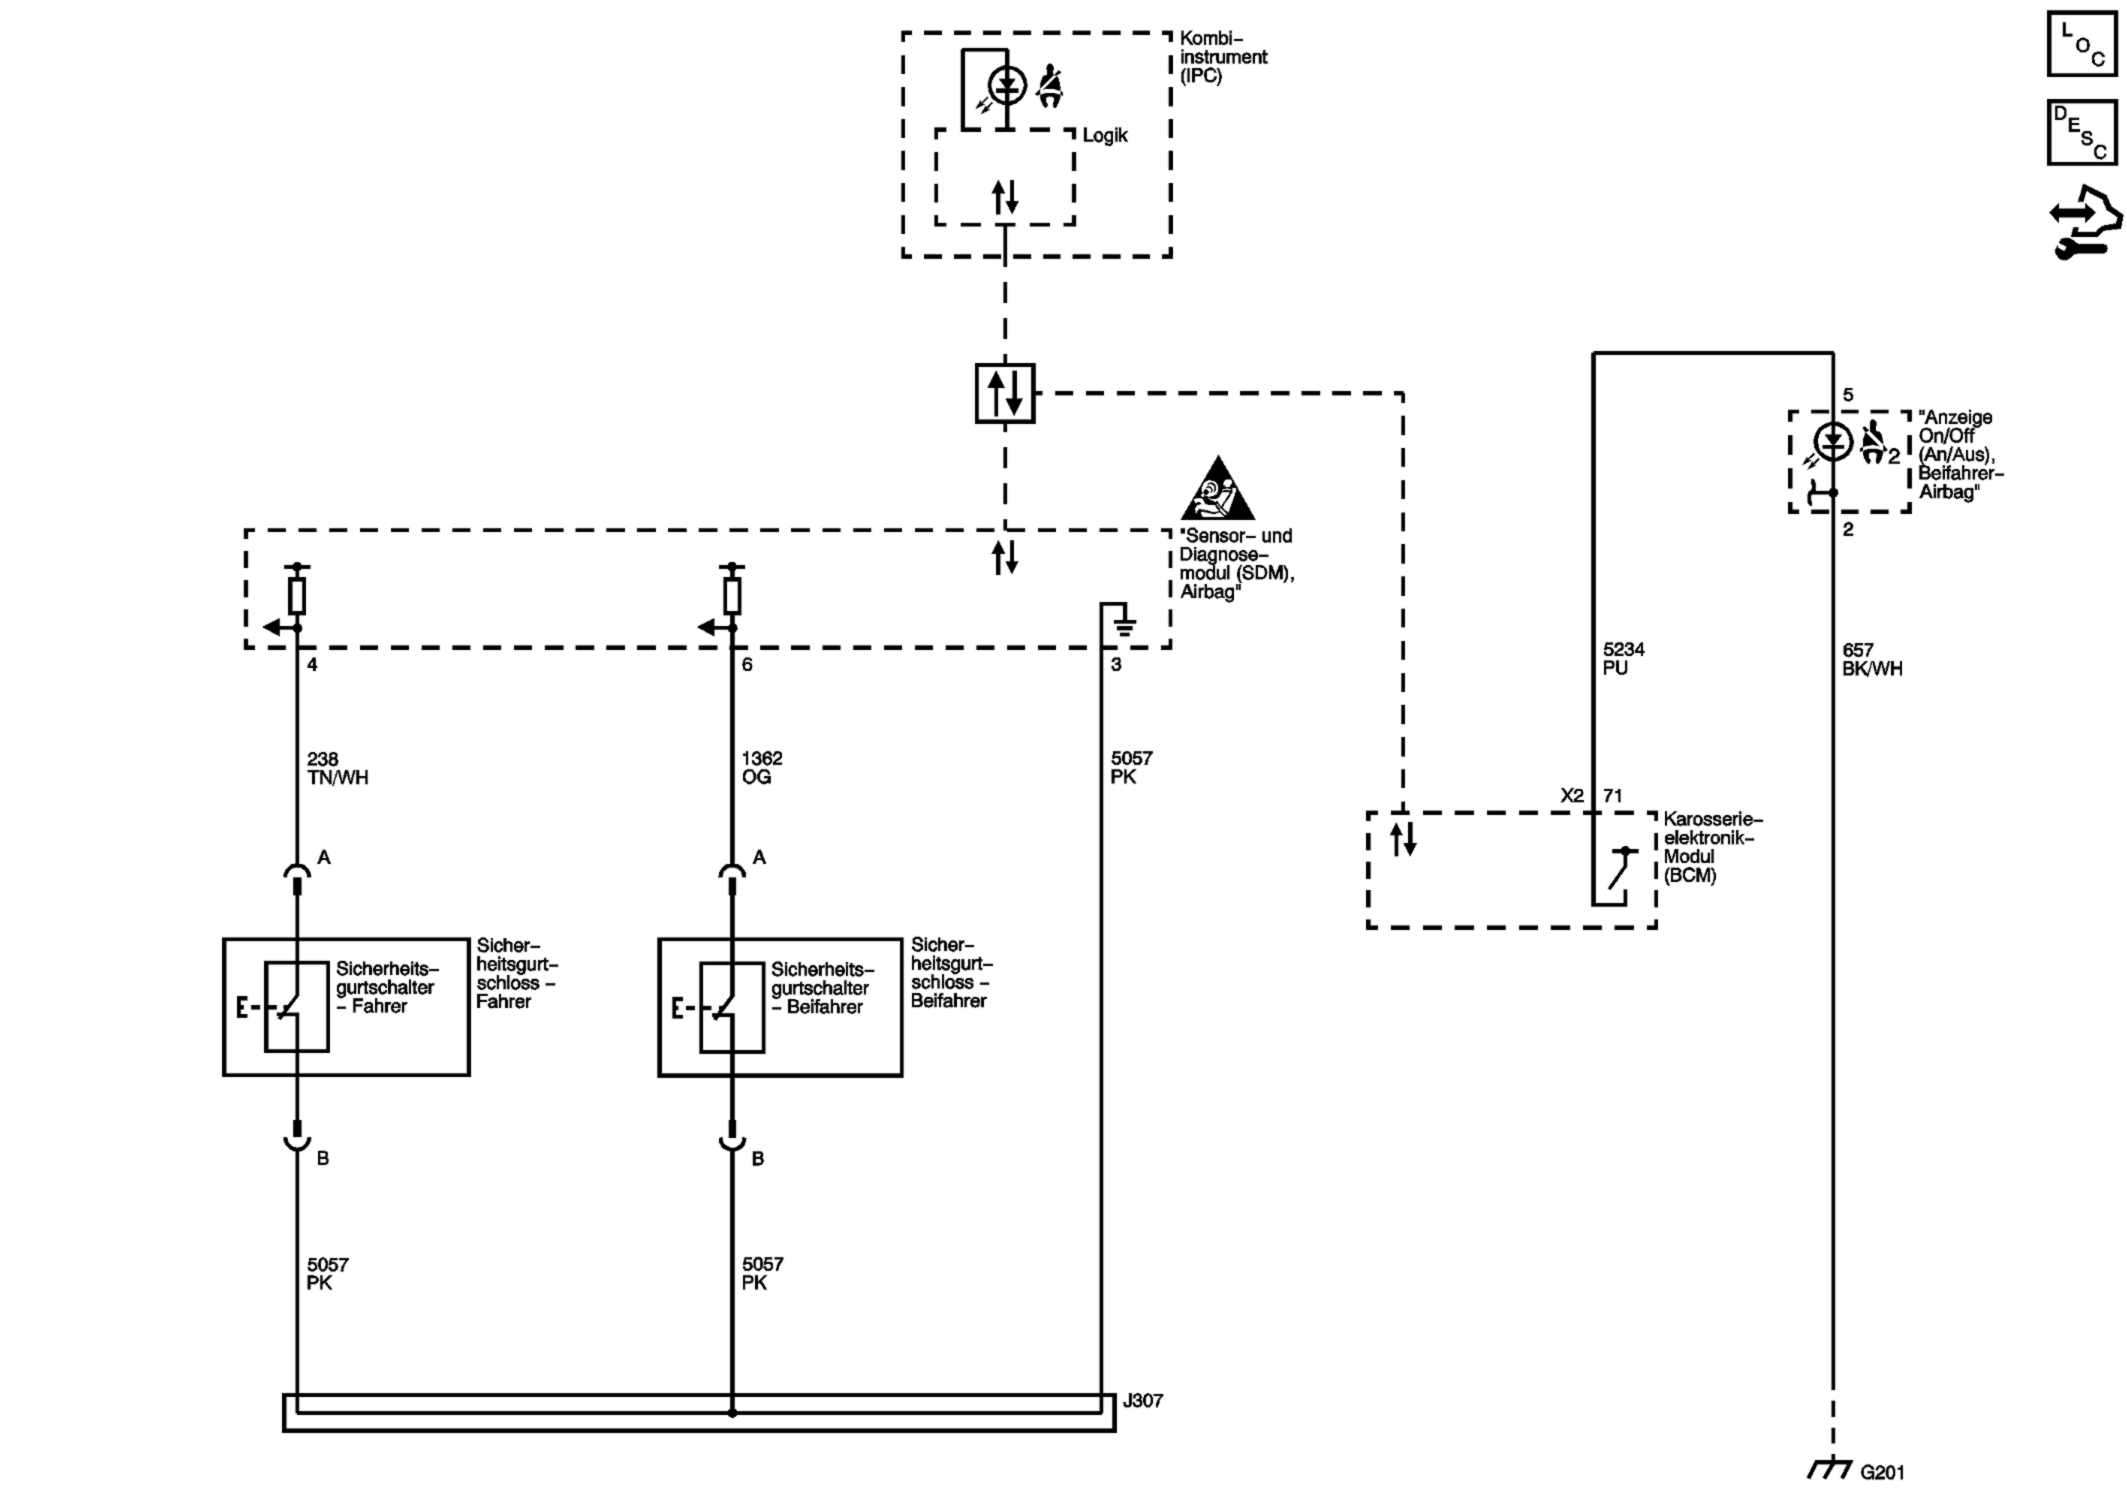 Kombi–
instrument
(IPC)
Logik
L
O
C
D
E
S
C
5
"Anzeige
On/Off
(An/Aus),
Beifahrer–
Airbag"
2
2
"Sensor– und
Diagnose–
modul (SDM),
Airbag"
4
6
3
5234
PU
657
BK/WH
238
TN/WH
1362
OG
5057
PK
X2
71
Karosserie–
elektronik–
Modul
(BCM)
A
A
Sicher–
heitsgurt–
schloss –
Fahrer
Sicherheits–
gurtschalter
– Fahrer
Sicher–
heitsgurt–
schloss –
Beifahrer
Sicherheits–
gurtschalter
– Beifahrer
B
B
5057
PK
5057
PK
J307
G201